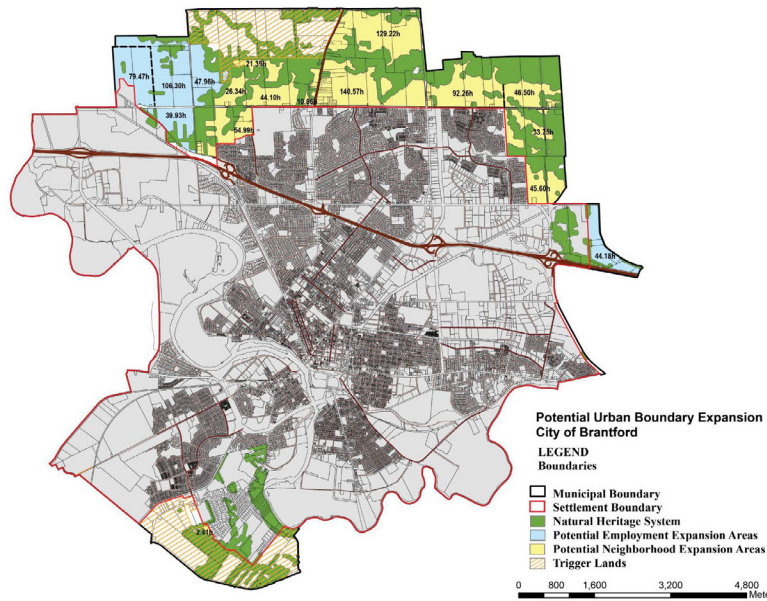 129.22h
21.39h
79.47h
47.96h
106.30h
26.34h
44.10h
140.57h
92.26h
46.50h
39.93h
54.99h
33.75h
45.60h
44.18h
2.41h
Potential Urban Boundary Expansion
City of Brantford
LEGEND
Boundaries
Municipal Boundary
Settlement Boundary
Natural Heritage System
Potential Employment Expansion Areas
Potential Neighborhood Expansion Areas
Trigger Lands
0 800 1,600 3,200 4,800
Mete